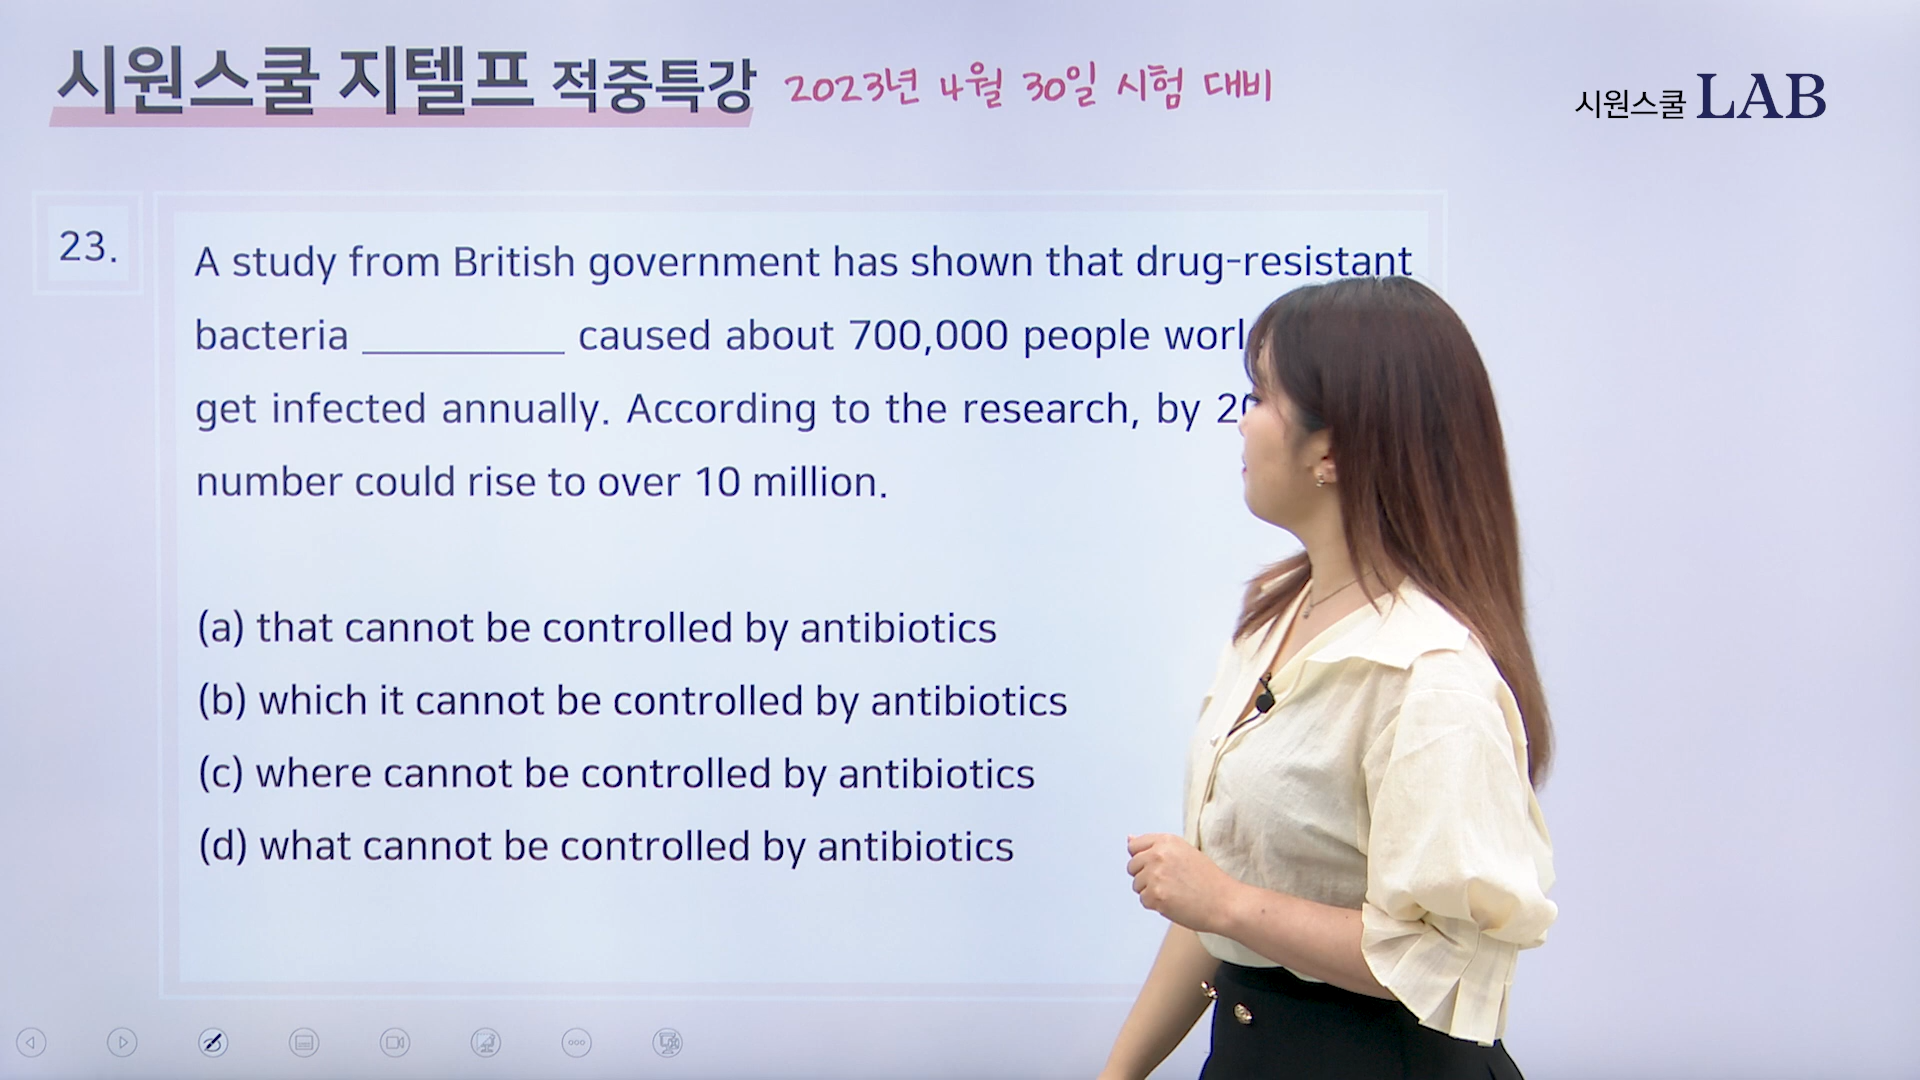 시원스쿨 지텔프 적중특강 2023년 4월 30일 시험 대비
시원스쿨 LAB
23.
A study from British government has shown that drug-resistant
bacteria __________ caused about 700,000 people
get infected annually. According to the research, by
number could rise to over 10 million.
(a) that cannot be controlled by antibiotics
(b) which it cannot be controlled by antibiotics
(c) where cannot be controlled by antibiotics
(d) what cannot be controlled by antibiotics